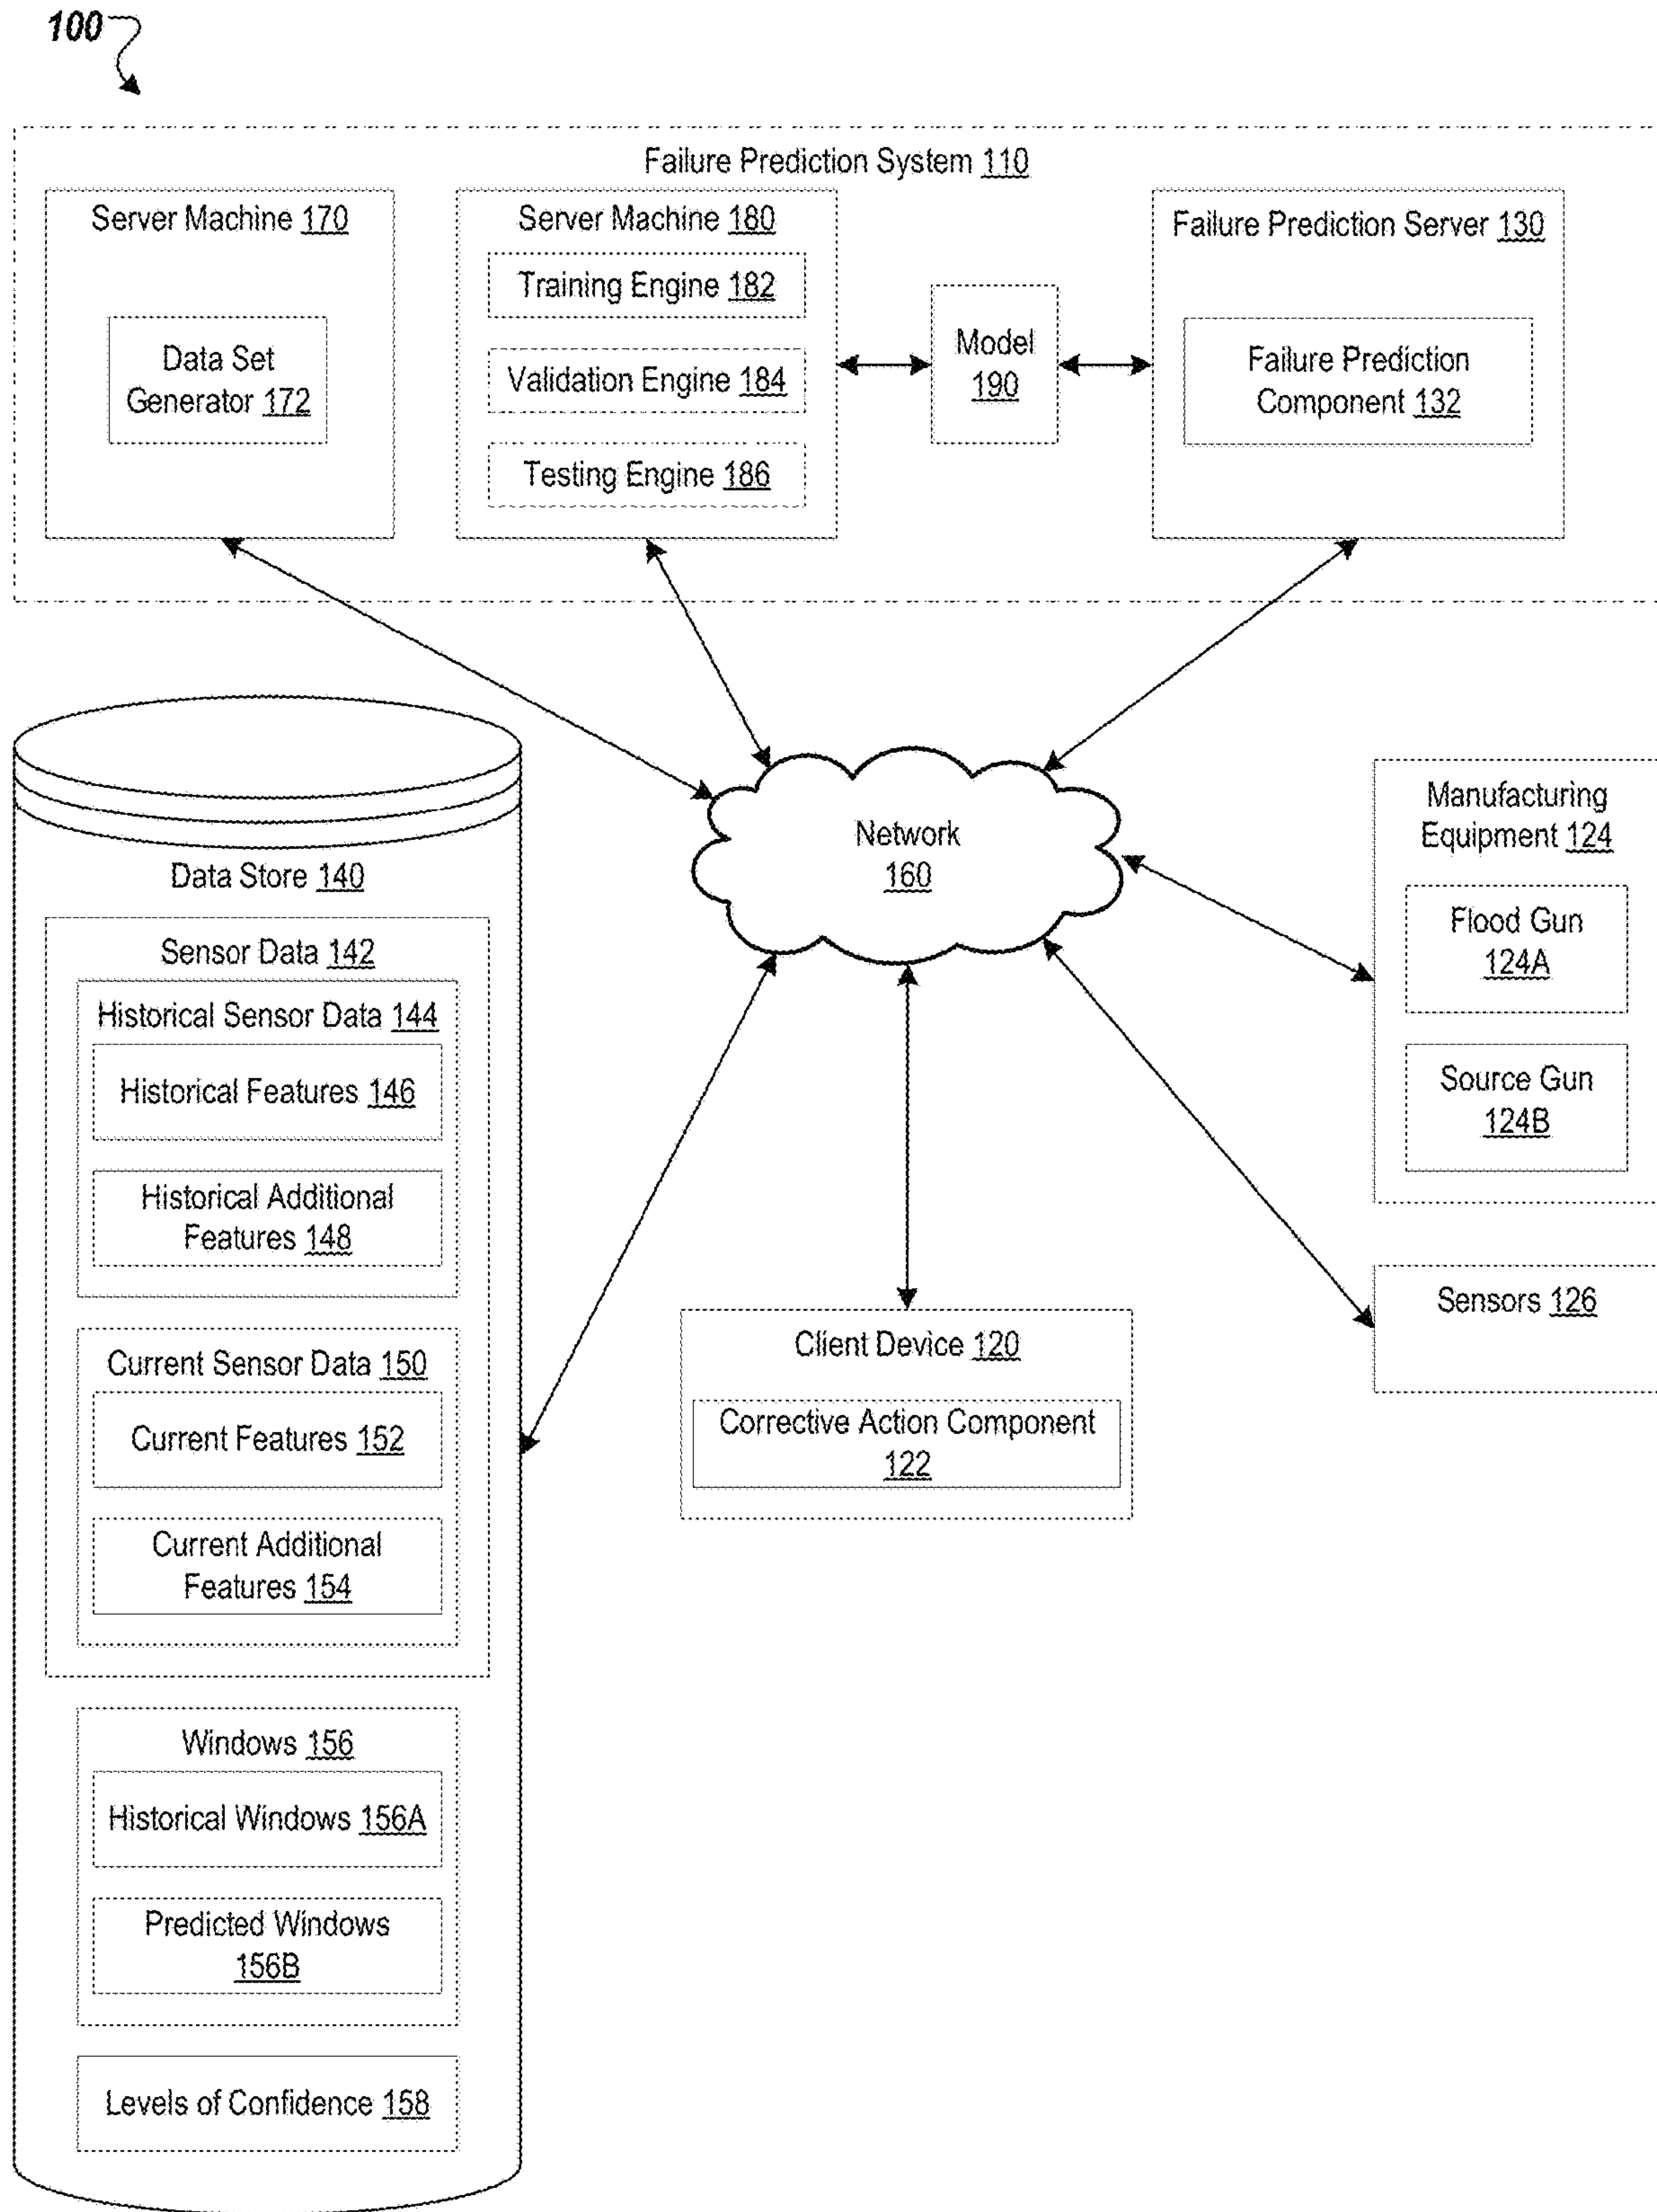 100
Failure Prediction System 110
Server Machine 170
Data Set
Generator 172
Server Machine 180
Training Engine 182
Validation Engine 184
Testing Engine 186
Model
190
Failure Prediction Server 130
Failure Prediction
Component 132
Data Store 140
Sensor Data 142
Historical Sensor Data 144
Historical Features 146
Historical Additional
Features 148
Current Sensor Data 150
Current Features 152
Current Additional
Features 154
Windows 156
Historical Windows 156A
Predicted Windows
156B
Levels of Confidence 158
Network
160
Client Device 120
Corrective Action Component
122
Manufacturing
Equipment 124
Flood Gun
124A
Source Gun
124B
Sensors 126